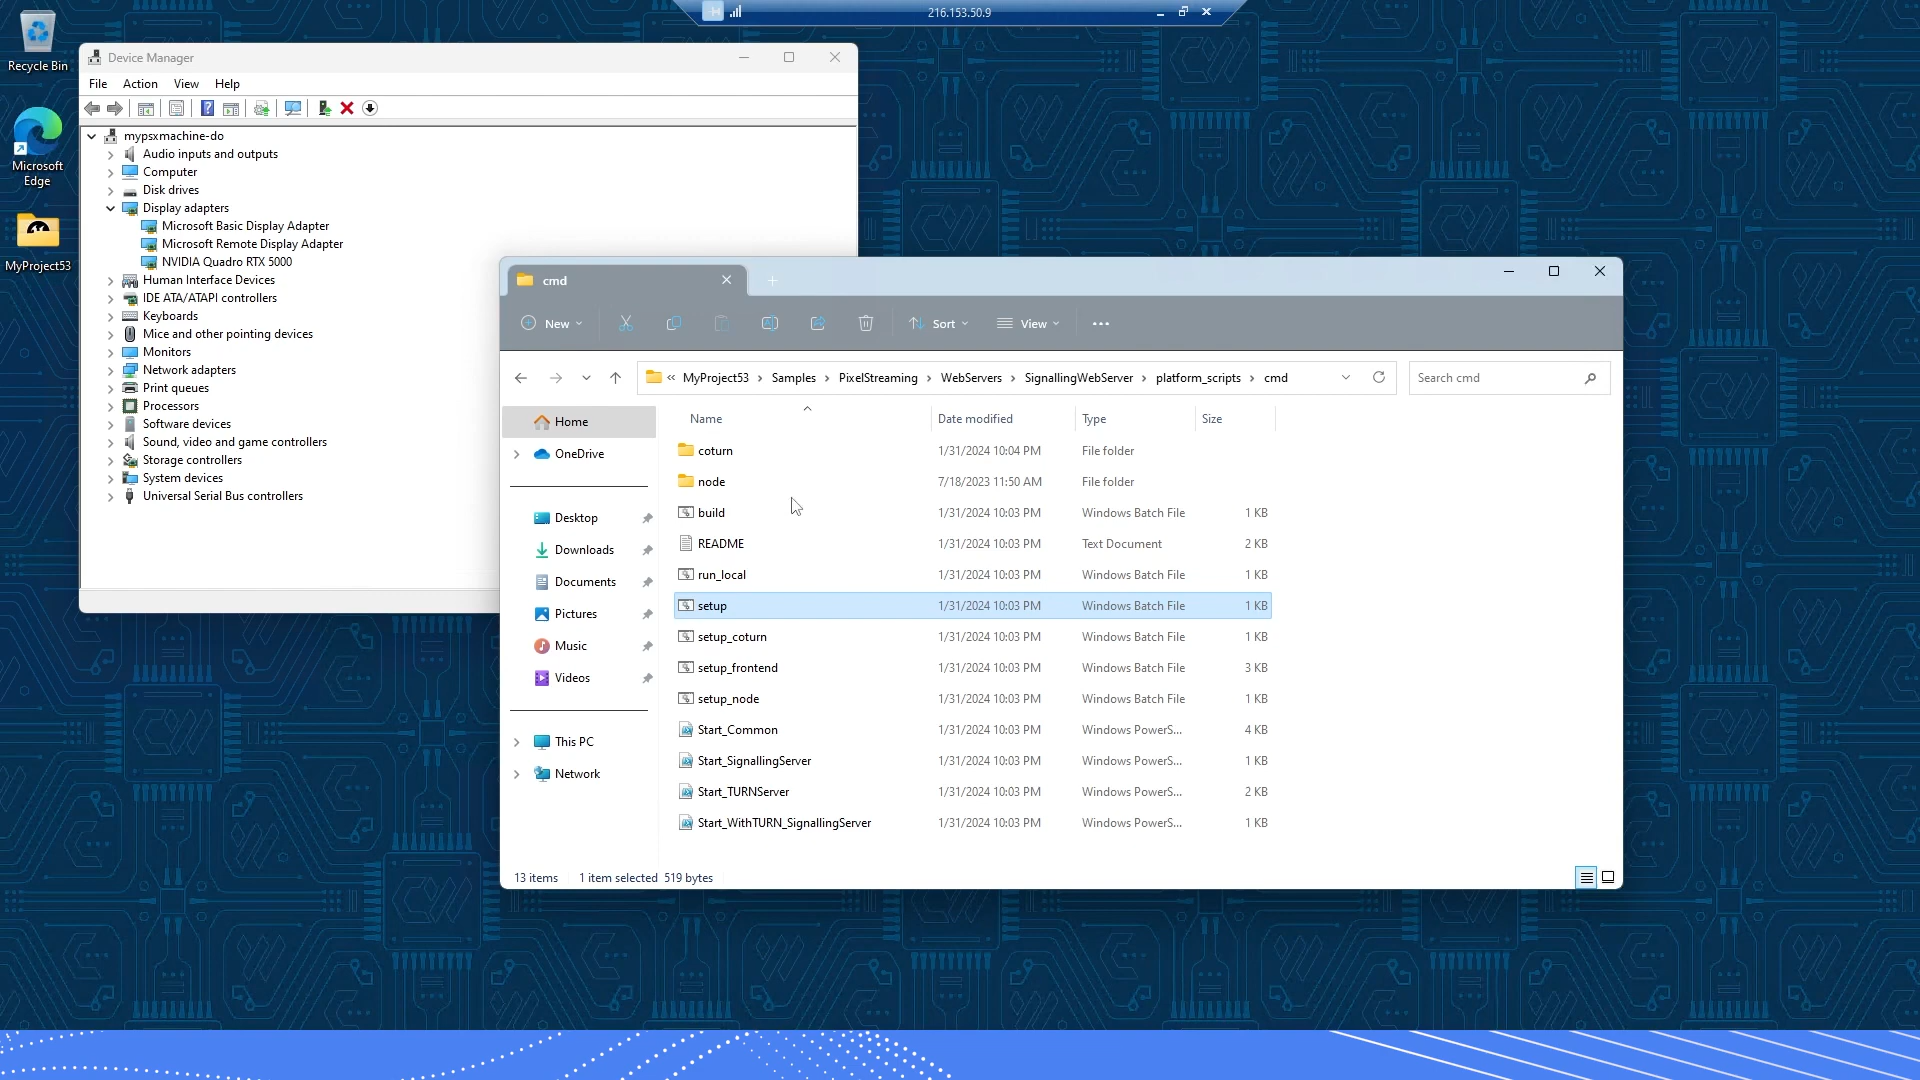 216.153.50.9
Recycle Bin
Microsoft
Edge
MyProject53
Device Manager
File Action View Help
mypsxmachine-do
Audio inputs and outputs
Computer
Disk drives
Display adapters
Microsoft Basic Display Adapter
Microsoft Remote Display Adapter
NVIDIA Quadro RTX 5000
Human Interface Devices
IDE ATA/ATAPI controllers
Keyboards
Mice and other pointing devices
Monitors
Network adapters
Print queues
Processors
Software devices
Sound, video and game controllers
Storage controllers
System devices
Universal Serial Bus controllers
cmd
New Sort View
« MyProject53 › Samples › PixelStreaming › WebServers › SignallingWebServer › platform_scripts › cmd
Search cmd
Home
OneDrive
Desktop
Downloads
Documents
Pictures
Music
Videos
This PC
Network
Name Date modified Type Size
coturn 1/31/2024 10:04 PM File folder
node 7/18/2023 11:50 AM File folder
build 1/31/2024 10:03 PM Windows Batch File 1 KB
README 1/31/2024 10:03 PM Text Document 2 KB
run_local 1/31/2024 10:03 PM Windows Batch File 1 KB
setup 1/31/2024 10:03 PM Windows Batch File 1 KB
setup_coturn 1/31/2024 10:03 PM Windows Batch File 1 KB
setup_frontend 1/31/2024 10:03 PM Windows Batch File 3 KB
setup_node 1/31/2024 10:03 PM Windows Batch File 1 KB
Start_Common 1/31/2024 10:03 PM Windows PowerS... 4 KB
Start_SignallingServer 1/31/2024 10:03 PM Windows PowerS... 1 KB
Start_TURNServer 1/31/2024 10:03 PM Windows PowerS... 2 KB
Start_WithTURN_SignallingServer 1/31/2024 10:03 PM Windows PowerS... 1 KB
13 items 1 item selected 519 bytes